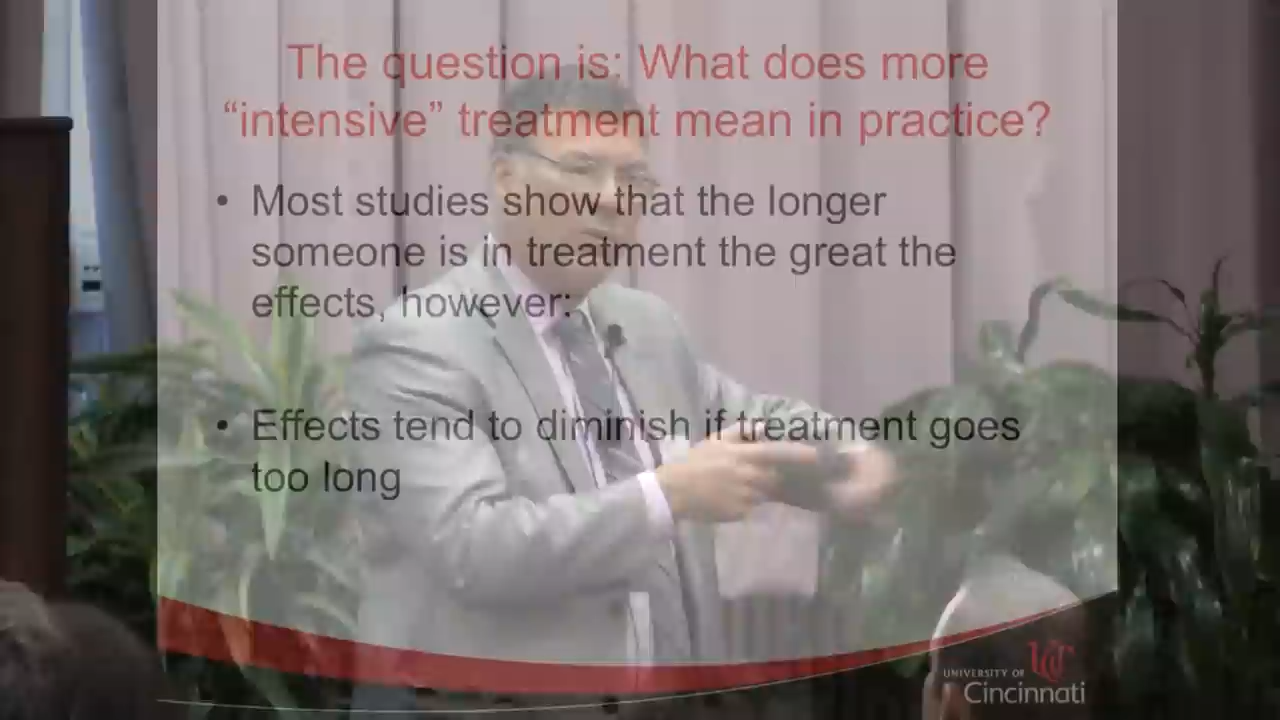 The question is: What does more
“intensive” treatment mean in practice?
• Most studies show that the longer
someone is in treatment the great the
effects, however:
• Effects tend to diminish if treatment goes
too long
UNIVERSITY OF
Cincinnati